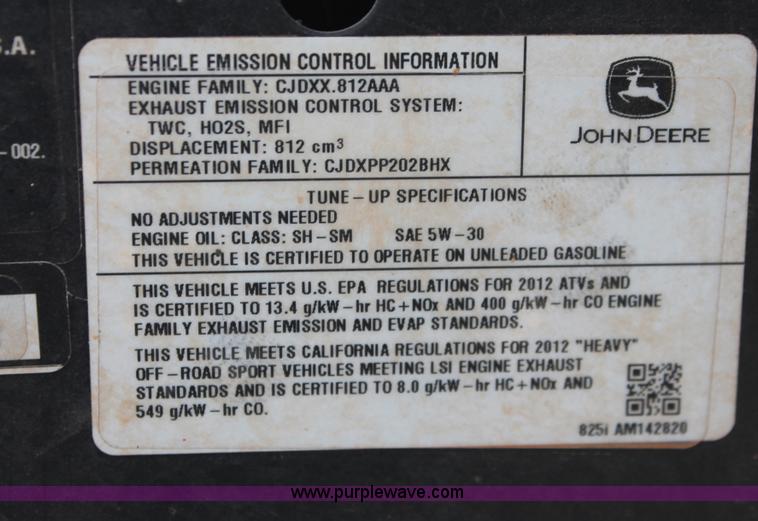 .A.
- 002.
VEHICLE EMISSION CONTROL INFORMATION
ENGINE FAMILY: CJDXX.812AAA
EXHAUST EMISSION CONTROL SYSTEM:
TWC, HO2S, MFI
DISPLACEMENT: 812 cm³
PERMEATION FAMILY: CJDXPP202BHX
JOHN DEERE
TUNE-UP SPECIFICATIONS
NO ADJUSTMENTS NEEDED
ENGINE OIL: CLASS: SH-SM SAE 5W-30
THIS VEHICLE IS CERTIFIED TO OPERATE ON UNLEADED GASOLINE
THIS VEHICLE MEETS U.S. EPA REGULATIONS FOR 2012 ATVs AND
IS CERTIFIED TO 13.4 g/kW-hr HC+NOx AND 400 g/kW-hr CO ENGINE
FAMILY EXHAUST EMISSION AND EVAP STANDARDS.
THIS VEHICLE MEETS CALIFORNIA REGULATIONS FOR 2012 "HEAVY"
OFF-ROAD SPORT VEHICLES MEETING LSI ENGINE EXHAUST
STANDARDS AND IS CERTIFIED TO 8.0 g/kW-hr HC+NOx AND
549 g/kW-hr CO.
825i AM142820
www.purplewave.com